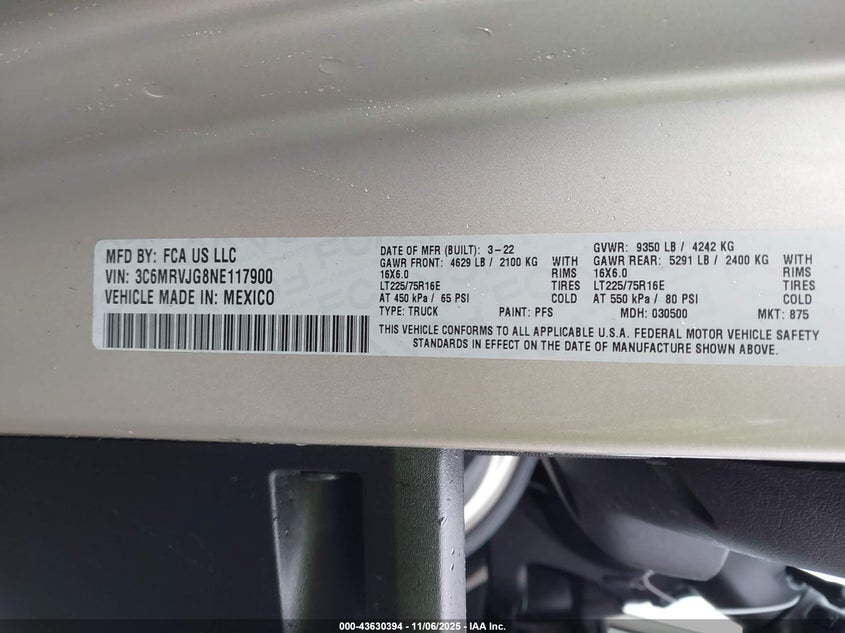 MFD BY: FCA US LLC
VIN: 3C6MRVJG8NE117900
VEHICLE MADE IN: MEXICO
DATE OF MFR (BUILT): 3-22
GAWR FRONT: 4629 LB / 2100 KG WITH
16X6.0 RIMS
LT225/75R16E TIRES
AT 450 kPa / 65 PSI COLD
TYPE: TRUCK PAINT: PFS
GVWR: 9350 LB / 4242 KG
GAWR REAR: 5291 LB / 2400 KG WITH
16X6.0 RIMS
LT225/75R16E TIRES
AT 550 kPa / 80 PSI COLD
MDH: 030500 MKT: 875
THIS VEHICLE CONFORMS TO ALL APPLICABLE U.S.A. FEDERAL MOTOR VEHICLE SAFETY
STANDARDS IN EFFECT ON THE DATE OF MANUFACTURE SHOWN ABOVE.
000-43630394 - 11/06/2025 - IAA Inc.